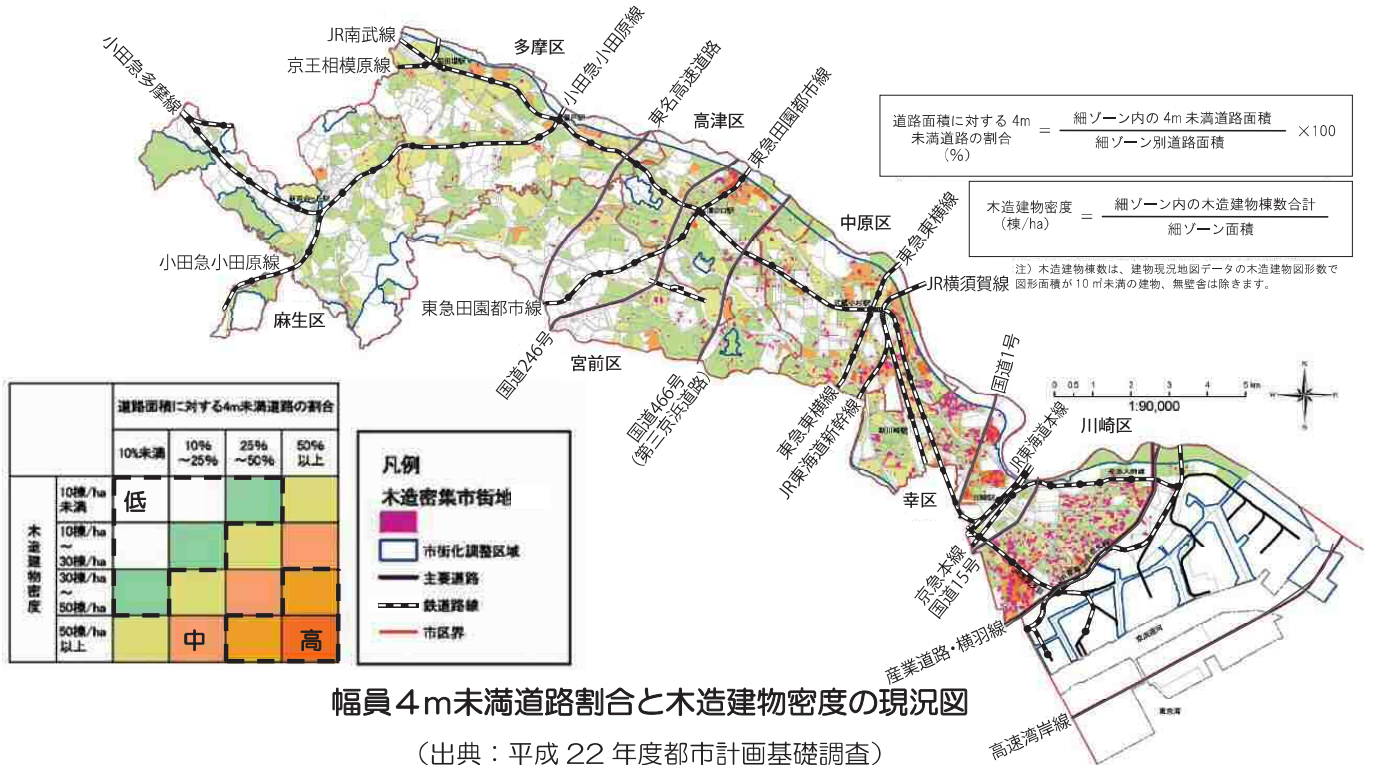 JR南武線
京王相模原線
小田急多摩線
多摩区
小田急小田原線
東名高速道路
高津区
東急田園都市線
中原区
東急東横線
JR横須賀線
小田急小田原線
麻生区
東急田園都市線
国道246号
宮前区
国道466号
(第三京浜道路)
東急東横線
JR東海道新幹線
幸区
国道1号
JR東海道本線
川崎区
京急本線
国道15号
産業道路・横羽線
高速湾岸線
道路面積に対する 4m
未満道路の割合
(%)
=
細ゾーン内の 4m 未満道路面積
細ゾーン別道路面積
×100
木造建物密度
(棟/ha)
=
細ゾーン内の木造建物棟数合計
細ゾーン面積
注）木造建物棟数は、建物現況地図データの木造建物図形数で
図形面積が 10 ㎡未満の建物、無壁舎は除きます。
0 0.5 1 2 3 4 5 km
1:90,000
道路面積に対する4m未満道路の割合
10%未満
10%
～25%
25%
～50%
50%
以上
木造建物密度
10棟/ha
未満
10棟/ha
～
30棟/ha
30棟/ha
～
50棟/ha
50棟/ha
以上
低
中
高
凡例
木造密集市街地
市街化調整区域
主要道路
鉄道路線
市区界
幅員４ｍ未満道路割合と木造建物密度の現況図
（出典：平成 22 年度都市計画基礎調査）